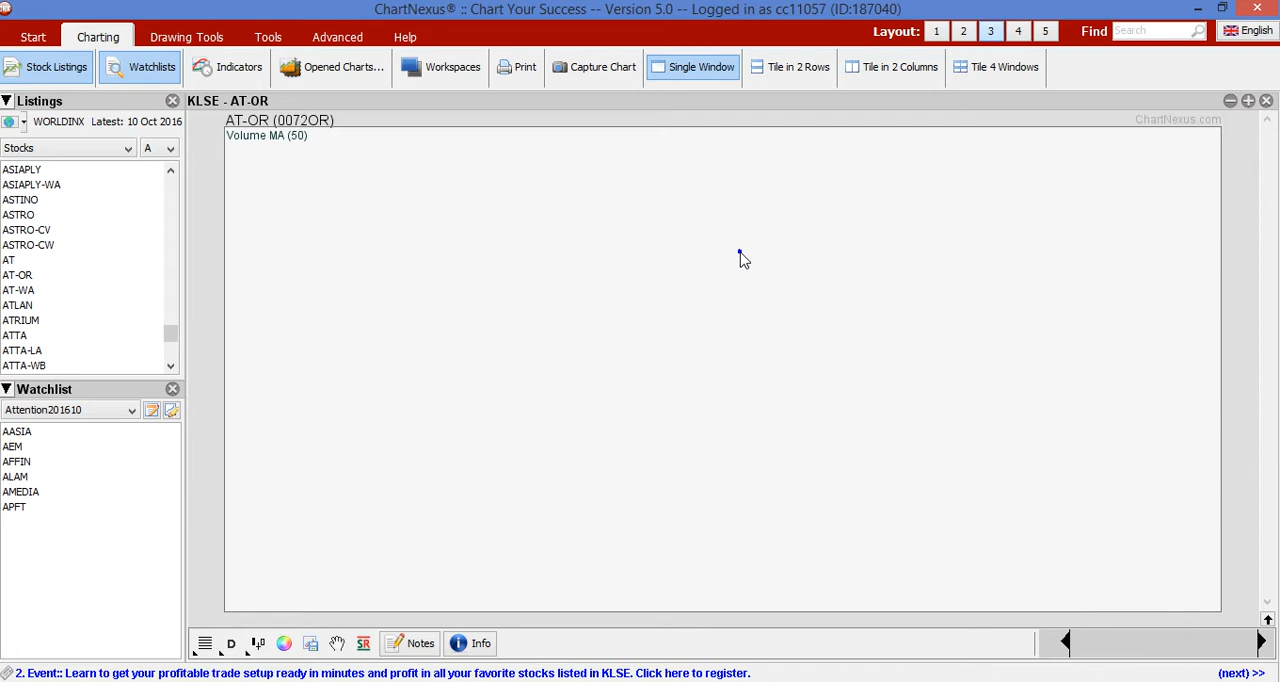 ChartNexus® :: Chart Your Success -- Version 5.0 -- Logged in as cc11057 (ID:187040)
Start Charting Drawing Tools Tools Advanced Help Layout: 1 2 3 4 5 Find Search English
Stock Listings Watchlists Indicators Opened Charts... Workspaces Print Capture Chart Single Window Tile in 2 Rows Tile in 2 Columns Tile 4 Windows
Listings
WORLDINX Latest: 10 Oct 2016
Stocks A
ASIAPLY
ASIAPLY-WA
ASTINO
ASTRO
ASTRO-CV
ASTRO-CW
AT
AT-OR
AT-WA
ATLAN
ATRIUM
ATTA
ATTA-LA
ATTA-WB
Watchlist
Attention201610
AASIA
AEM
AFFIN
ALAM
AMEDIA
APFT
KLSE - AT-OR
AT-OR (0072OR) ChartNexus.com
Volume MA (50)
D SR Notes Info
2. Event:: Learn to get your profitable trade setup ready in minutes and profit in all your favorite stocks listed in KLSE. Click here to register. (next) >>